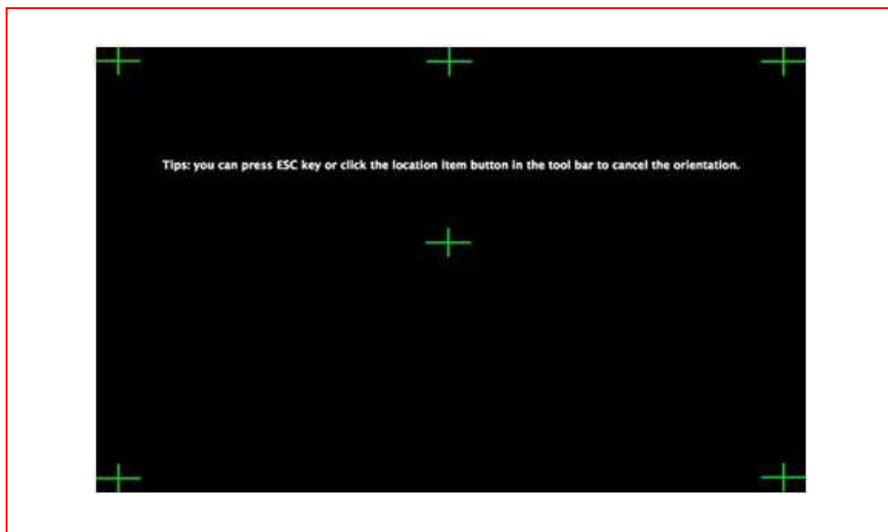 Tips: you can press ESC key or click the location item button in the tool bar to cancel the orientation.